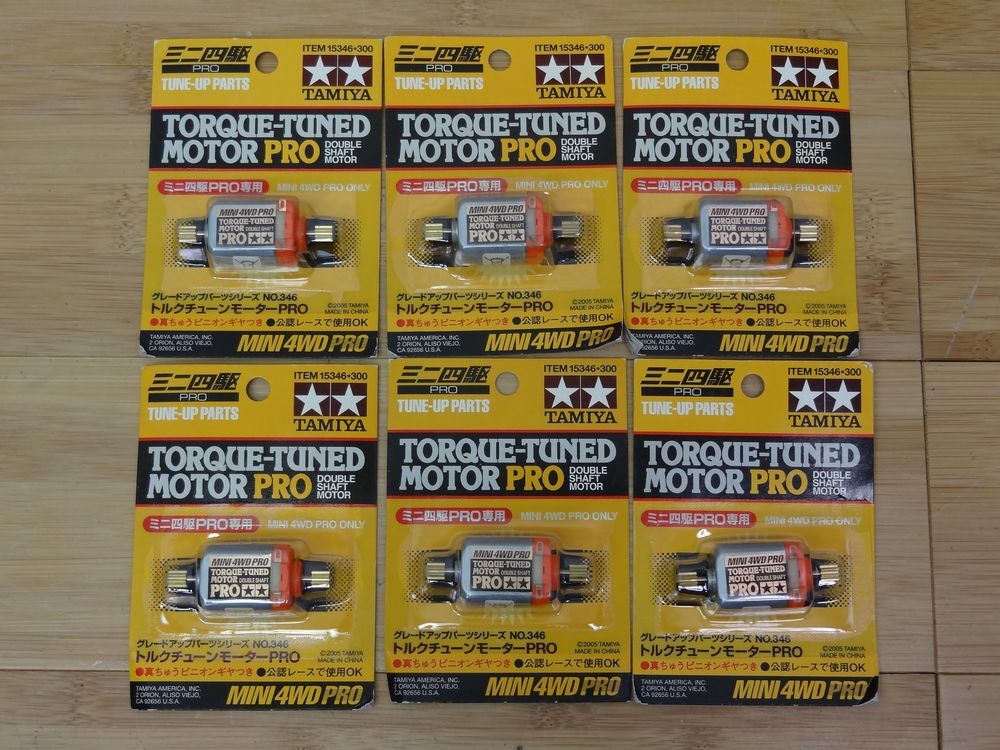 ミニ四駆
PRO
TUNE-UP PARTS
ITEM 15346•300
TAMIYA
TORQUE-TUNED
MOTOR PRO DOUBLE SHAFT MOTOR
ミニ四駆PRO専用 MINI 4WD PRO ONLY
MINI 4WD PRO
TORQUE-TUNED
MOTOR DOUBLE SHAFT
PRO
グレードアップパーツシリーズ NO.346
トルクチューンモーターPRO
©2005 TAMIYA
MADE IN CHINA
●真ちゅうピニオンギヤつき ●公認レースで使用OK
TAMIYA AMERICA, INC.
2 ORION, ALISO VIEJO,
CA 92656 U.S.A.
MINI 4WD PRO
ミニ四駆
PRO
TUNE-UP PARTS
ITEM 15346•300
TAMIYA
TORQUE-TUNED
MOTOR PRO DOUBLE SHAFT MOTOR
ミニ四駆PRO専用 MINI 4WD PRO ONLY
MINI 4WD PRO
TORQUE-TUNED
MOTOR DOUBLE SHAFT
PRO
グレードアップパーツシリーズ NO.346
トルクチューンモーターPRO
©2005 TAMIYA
MADE IN CHINA
●真ちゅうピニオンギヤつき ●公認レースで使用OK
TAMIYA AMERICA, INC.
2 ORION, ALISO VIEJO,
CA 92656 U.S.A.
MINI 4WD PRO
ミニ四駆
PRO
TUNE-UP PARTS
ITEM 15346•300
TAMIYA
TORQUE-TUNED
MOTOR PRO DOUBLE SHAFT MOTOR
ミニ四駆PRO専用 MINI 4WD PRO ONLY
MINI 4WD PRO
TORQUE-TUNED
MOTOR DOUBLE SHAFT
PRO
グレードアップパーツシリーズ NO.346
トルクチューンモーターPRO
©2005 TAMIYA
MADE IN CHINA
●真ちゅうピニオンギヤつき ●公認レースで使用OK
TAMIYA AMERICA, INC.
2 ORION, ALISO VIEJO,
CA 92656 U.S.A.
MINI 4WD PRO
ミニ四駆
PRO
TUNE-UP PARTS
ITEM 15346•300
TAMIYA
TORQUE-TUNED
MOTOR PRO DOUBLE SHAFT MOTOR
ミニ四駆PRO専用 MINI 4WD PRO ONLY
MINI 4WD PRO
TORQUE-TUNED
MOTOR DOUBLE SHAFT
PRO
グレードアップパーツシリーズ NO.346
トルクチューンモーターPRO
©2005 TAMIYA
MADE IN CHINA
●真ちゅうピニオンギヤつき ●公認レースで使用OK
TAMIYA AMERICA, INC.
2 ORION, ALISO VIEJO,
CA 92656 U.S.A.
MINI 4WD PRO
ミニ四駆
PRO
TUNE-UP PARTS
ITEM 15346•300
TAMIYA
TORQUE-TUNED
MOTOR PRO DOUBLE SHAFT MOTOR
ミニ四駆PRO専用 MINI 4WD PRO ONLY
MINI 4WD PRO
TORQUE-TUNED
MOTOR DOUBLE SHAFT
PRO
グレードアップパーツシリーズ NO.346
トルクチューンモーターPRO
©2005 TAMIYA
MADE IN CHINA
●真ちゅうピニオンギヤつき ●公認レースで使用OK
TAMIYA AMERICA, INC.
2 ORION, ALISO VIEJO,
CA 92656 U.S.A.
MINI 4WD PRO
ミニ四駆
PRO
TUNE-UP PARTS
ITEM 15346•300
TAMIYA
TORQUE-TUNED
MOTOR PRO DOUBLE SHAFT MOTOR
ミニ四駆PRO専用 MINI 4WD PRO ONLY
MINI 4WD PRO
TORQUE-TUNED
MOTOR DOUBLE SHAFT
PRO
グレードアップパーツシリーズ NO.346
トルクチューンモーターPRO
©2005 TAMIYA
MADE IN CHINA
●真ちゅうピニオンギヤつき ●公認レースで使用OK
TAMIYA AMERICA, INC.
2 ORION, ALISO VIEJO,
CA 92656 U.S.A.
MINI 4WD PRO